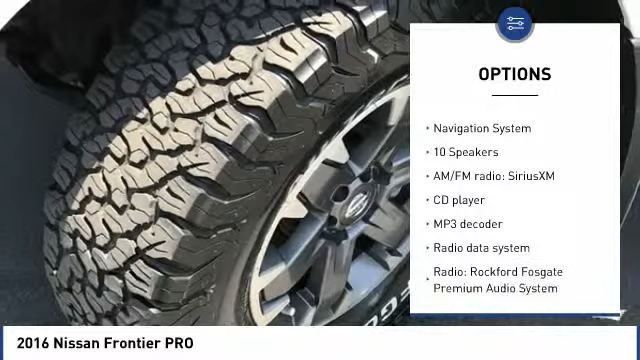 OPTIONS
Navigation System
10 Speakers
AM/FM radio: SiriusXM
CD player
MP3 decoder
Radio data system
Radio: Rockford Fosgate
Premium Audio System
2016 Nissan Frontier PRO